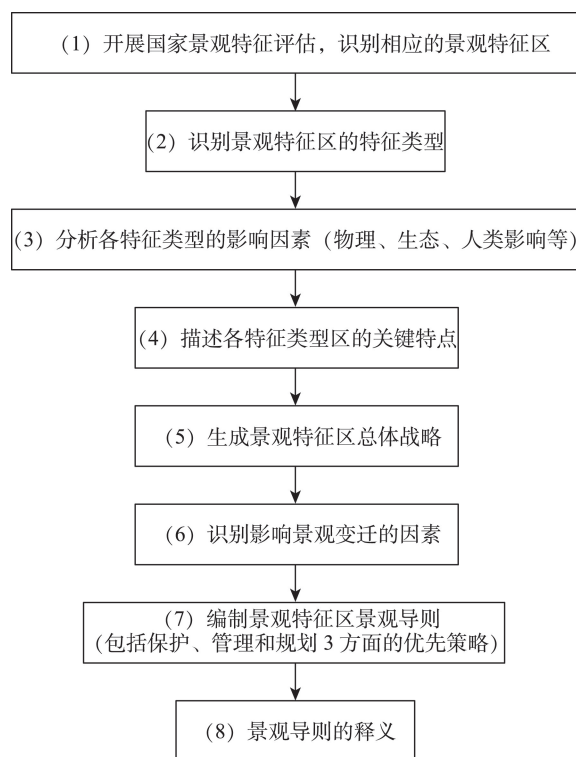 （1）开展国家景观特征评估，识别相应的景观特征区
（2）识别景观特征区的特征类型
（3）分析各特征类型的影响因素（物理、生态、人类影响等）
（4）描述各特征类型区的关键特点
（5）生成景观特征区总体战略
（6）识别影响景观变迁的因素
（7）编制景观特征区景观导则
（包括保护、管理和规划 3 方面的优先策略）
（8）景观导则的释义